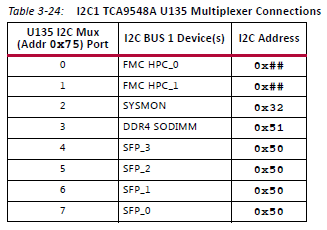 Table 3-24: I2C1 TCA9548A U135 Multiplexer Connections
U135 I2C Mux (Addr 0x75) Port I2C BUS 1 Device(s) I2C Address
0 FMC HPC_0 0x##
1 FMC HPC_1 0x##
2 SYSMON 0x32
3 DDR4 SODIMM 0x51
4 SFP_3 0x50
5 SFP_2 0x50
6 SFP_1 0x50
7 SFP_0 0x50